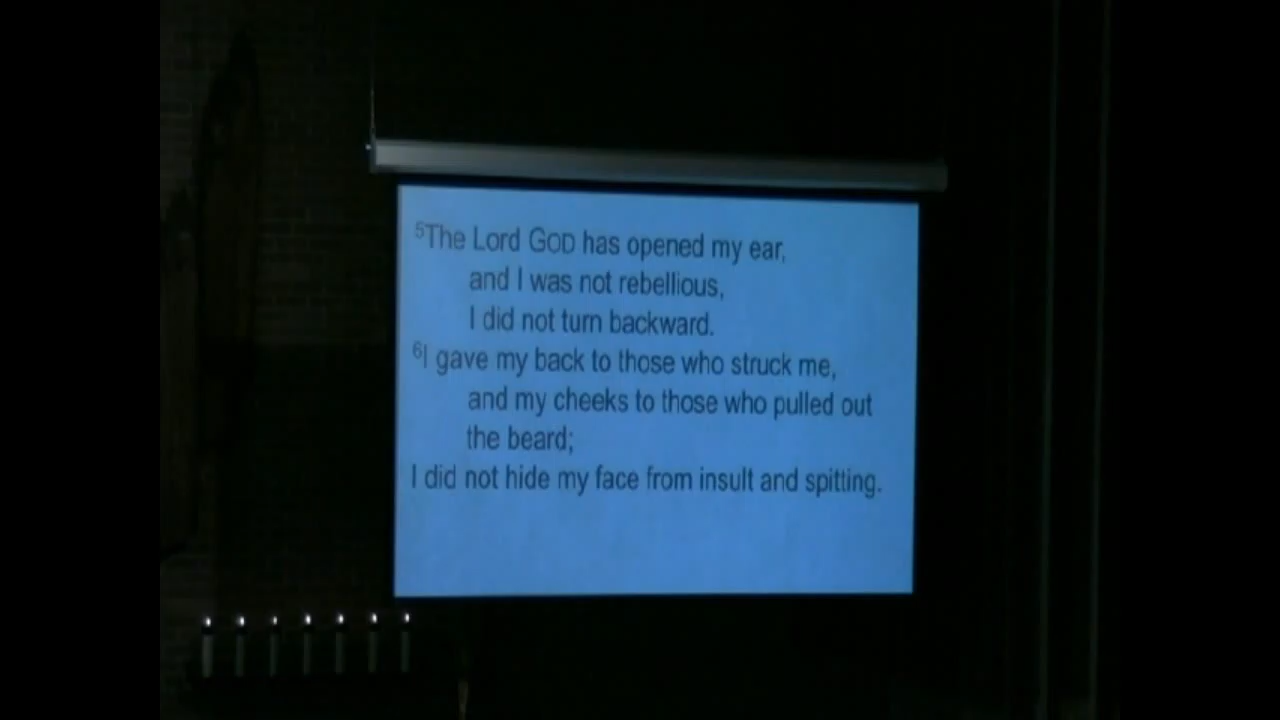 ⁵The Lord GOD has opened my ear,
and I was not rebellious,
I did not turn backward.
⁶I gave my back to those who struck me,
and my cheeks to those who pulled out
the beard;
I did not hide my face from insult and spitting.